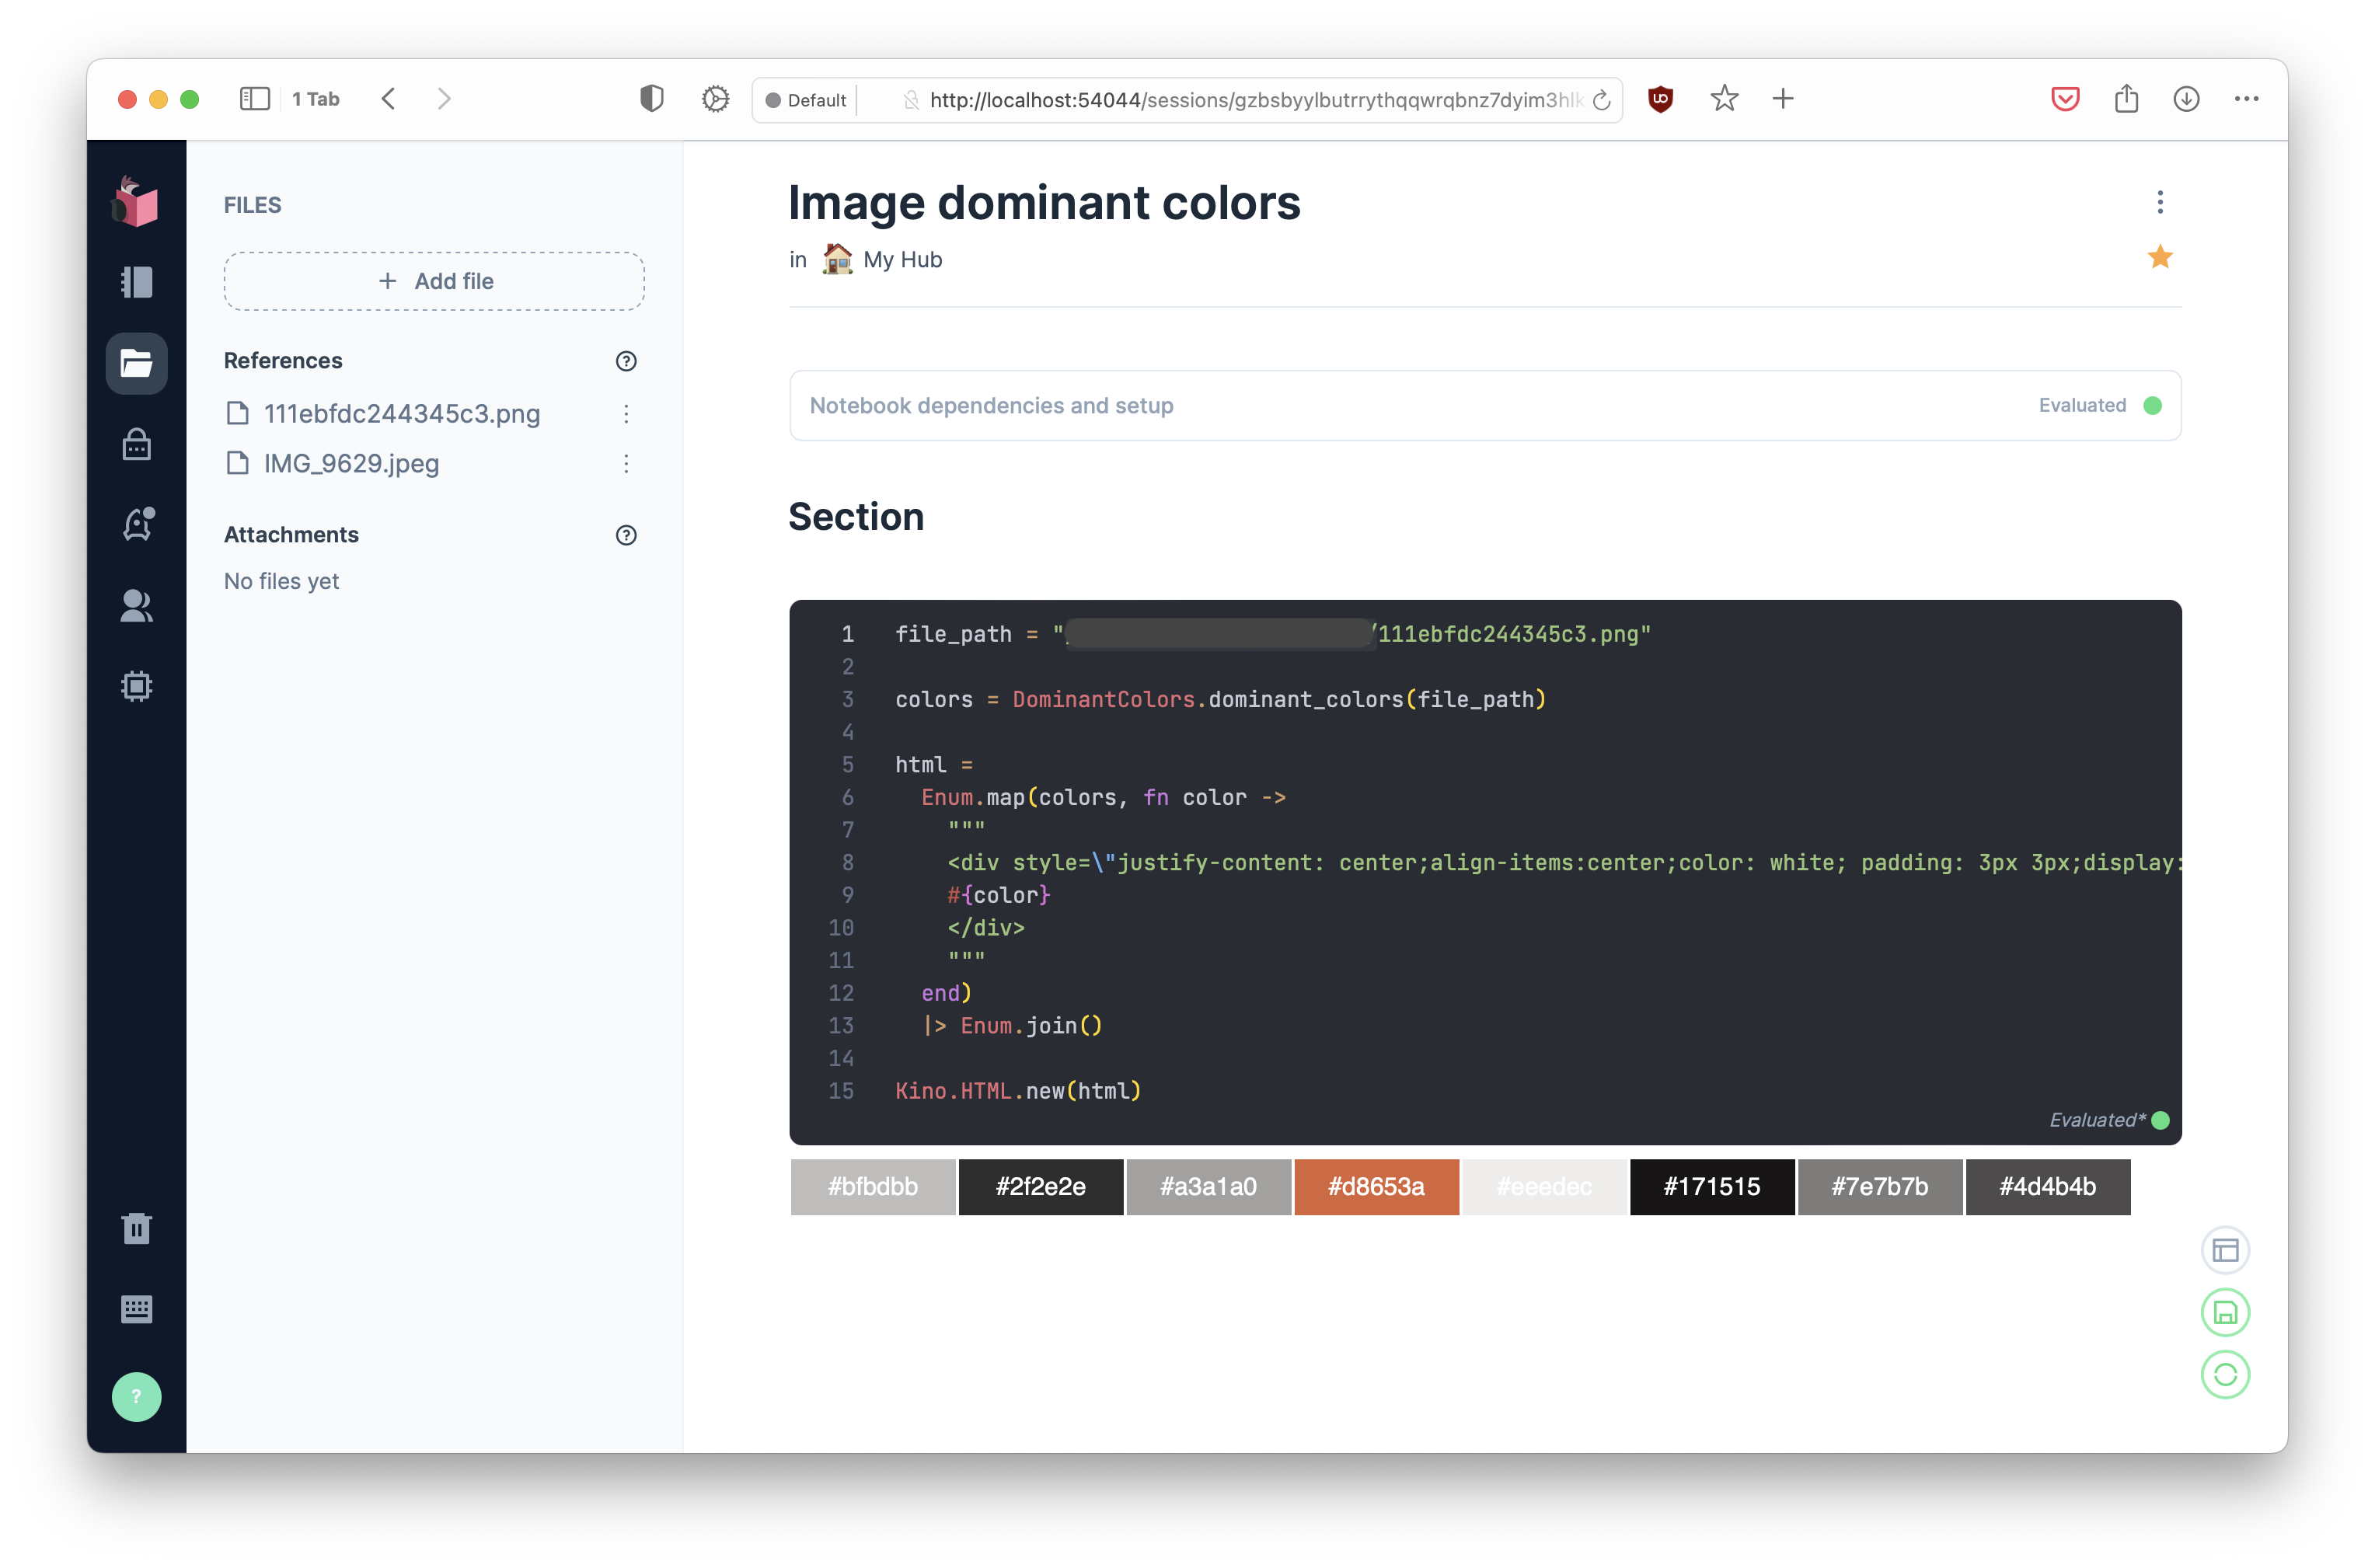 1 Tab
Default
http://localhost:54044/sessions/gzbsbyylbutrrythqqwrqbnz7dyim3hlk
FILES
+ Add file
References
111ebfdc244345c3.png
IMG_9629.jpeg
Attachments
No files yet
?
Image dominant colors
in My Hub
Notebook dependencies and setup
Evaluated
Section
1 file_path = "/111ebfdc244345c3.png"
2
3 colors = DominantColors.dominant_colors(file_path)
4
5 html =
6 Enum.map(colors, fn color ->
7 """
8 <div style=\"justify-content: center;align-items:center;color: white; padding: 3px 3px;display:
9 #{color}
10 </div>
11 """
12 end)
13 |> Enum.join()
14
15 Kino.HTML.new(html)
Evaluated*
#bfbdbb #2f2e2e #a3a1a0 #d8653a #eeedec #171515 #7e7b7b #4d4b4b